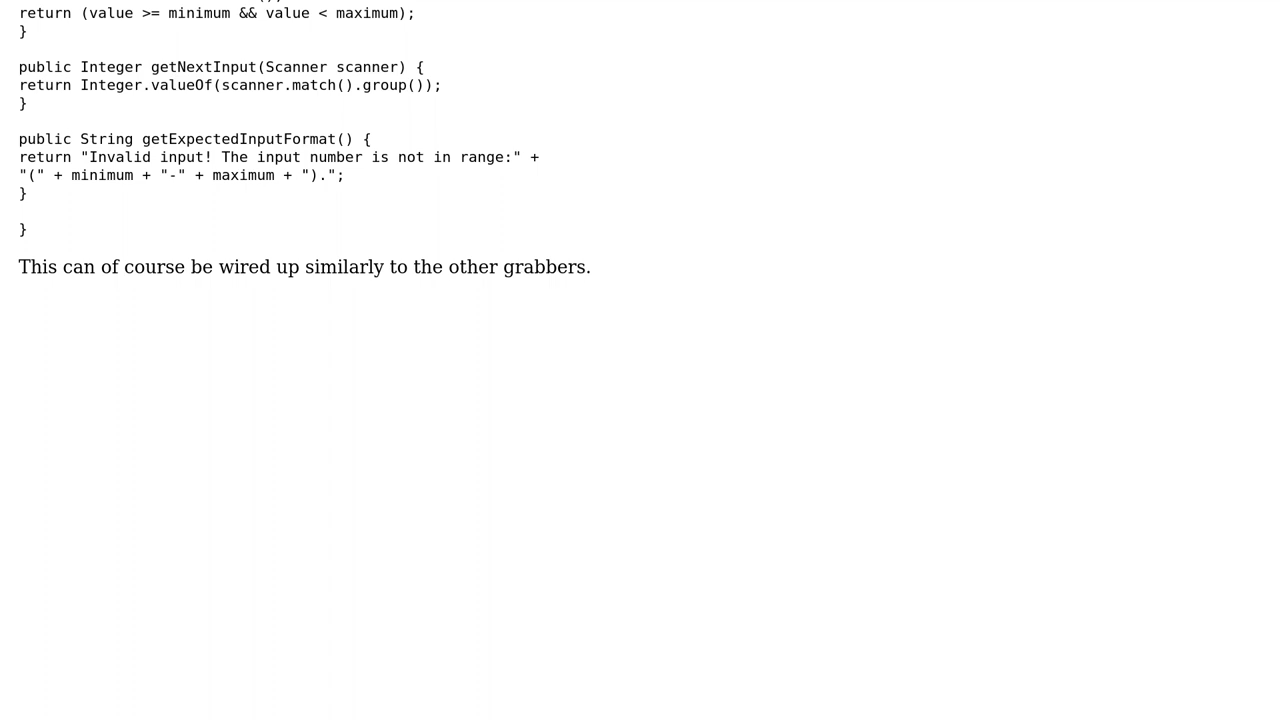 return (value >= minimum && value < maximum);
}
public Integer getNextInput(Scanner scanner) {
return Integer.valueOf(scanner.match().group());
}
public String getExpectedInputFormat() {
return "Invalid input! The input number is not in range:" +
"(" + minimum + "-" + maximum + ").";
}
}
This can of course be wired up similarly to the other grabbers.